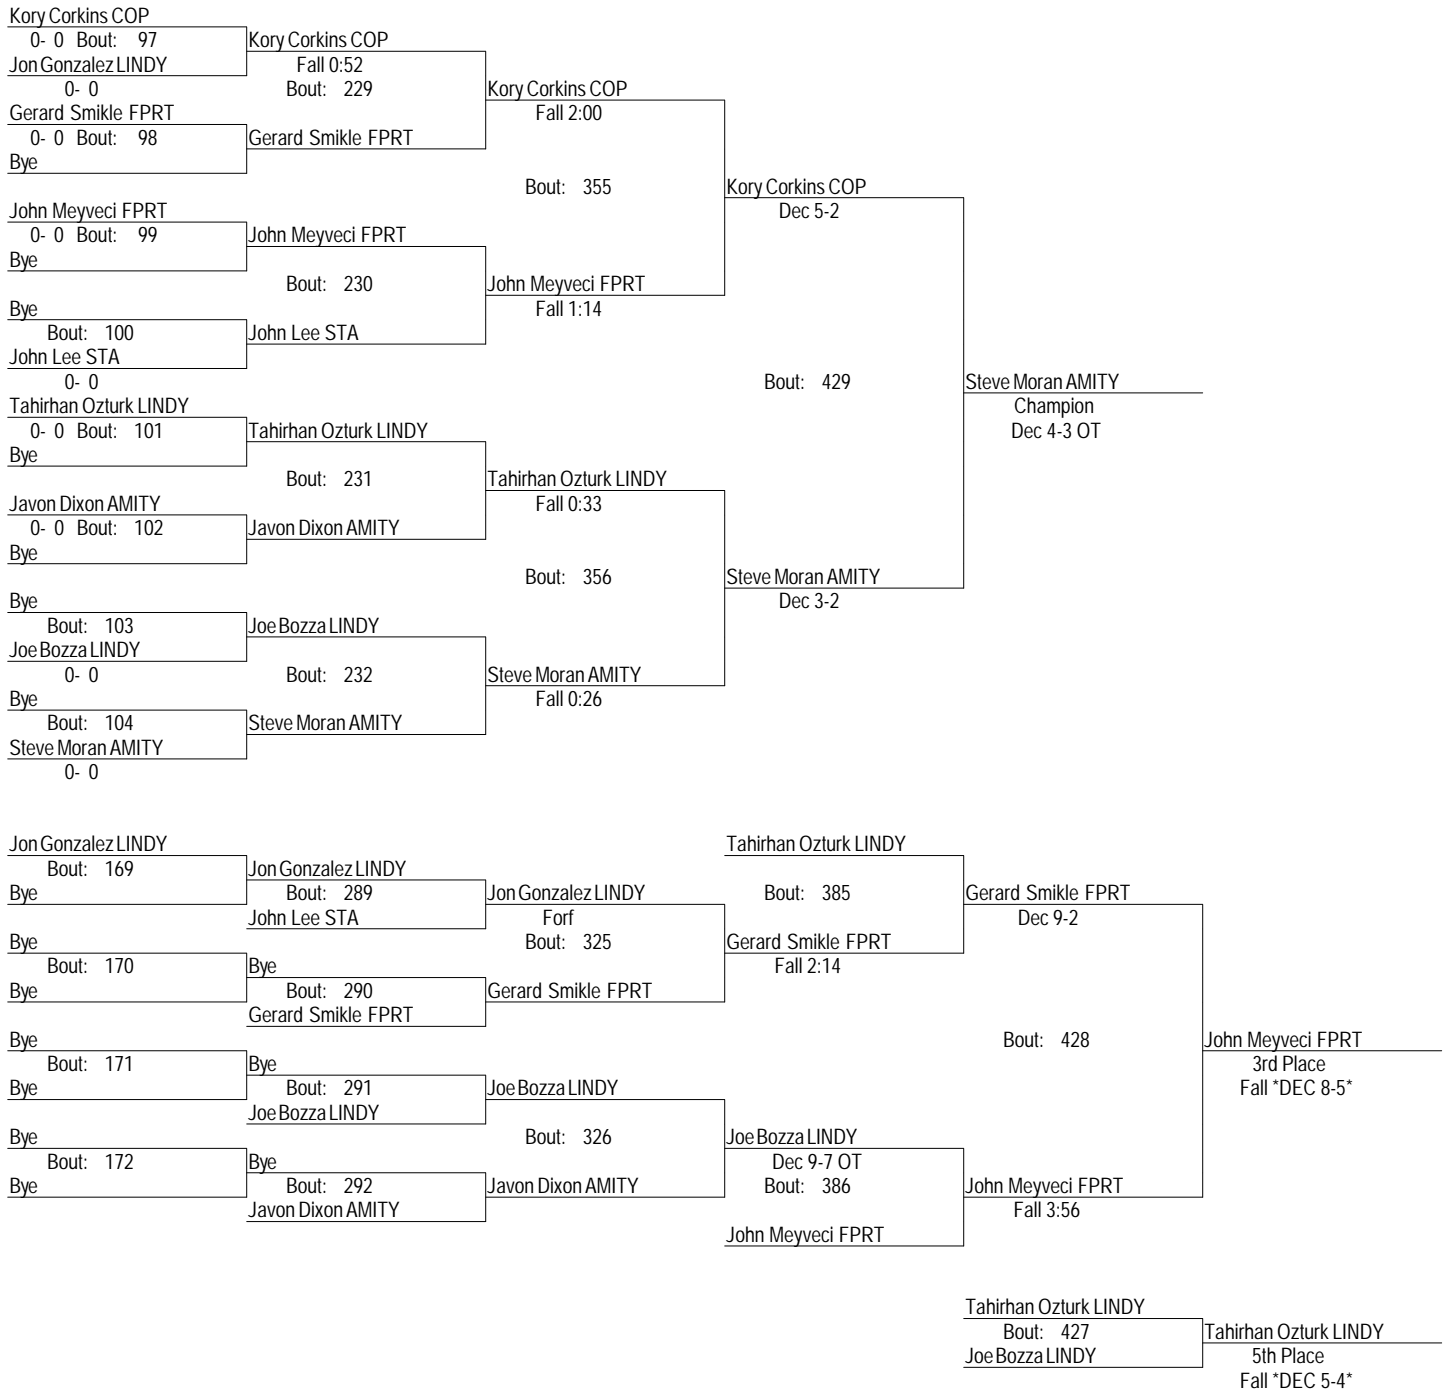 Kory Corkins COP
0- 0 Bout: 97 Kory Corkins COP
Jon Gonzalez LINDY Fall 0:52
0- 0 Bout: 229 Kory Corkins COP
Gerard Smikle FPRT Fall 2:00
0- 0 Bout: 98 Gerard Smikle FPRT
Bye
Bout: 355 Kory Corkins COP
John Meyveci FPRT Dec 5-2
0- 0 Bout: 99 John Meyveci FPRT
Bye
Bout: 230 John Meyveci FPRT
Bye Fall 1:14
Bout: 100 John Lee STA
John Lee STA
0- 0 Bout: 429 Steve Moran AMITY
Tahirhan Ozturk LINDY Champion
0- 0 Bout: 101 Tahirhan Ozturk LINDY Dec 4-3 OT
Bye
Bout: 231 Tahirhan Ozturk LINDY
Javon Dixon AMITY Fall 0:33
0- 0 Bout: 102 Javon Dixon AMITY
Bye
Bout: 356 Steve Moran AMITY
Bye Dec 3-2
Bout: 103 Joe Bozza LINDY
Joe Bozza LINDY
0- 0 Bout: 232 Steve Moran AMITY
Bye Fall 0:26
Bout: 104 Steve Moran AMITY
Steve Moran AMITY
0- 0
Jon Gonzalez LINDY Tahirhan Ozturk LINDY
Bout: 169 Jon Gonzalez LINDY
Bye Bout: 289 Jon Gonzalez LINDY Bout: 385 Gerard Smikle FPRT
John Lee STA Forf Dec 9-2
Bye Bout: 325 Gerard Smikle FPRT
Bout: 170 Bye Fall 2:14
Bye Bout: 290 Gerard Smikle FPRT
Gerard Smikle FPRT
Bye Bout: 428 John Meyveci FPRT
Bout: 171 Bye 3rd Place
Bye Bout: 291 Joe Bozza LINDY Fall *DEC 8-5*
Joe Bozza LINDY
Bye Bout: 326 Joe Bozza LINDY
Bout: 172 Bye Dec 9-7 OT
Bye Bout: 292 Javon Dixon AMITY Bout: 386 John Meyveci FPRT
Javon Dixon AMITY Fall 3:56
John Meyveci FPRT
Tahirhan Ozturk LINDY
Bout: 427 Tahirhan Ozturk LINDY
Joe Bozza LINDY 5th Place
Fall *DEC 5-4*